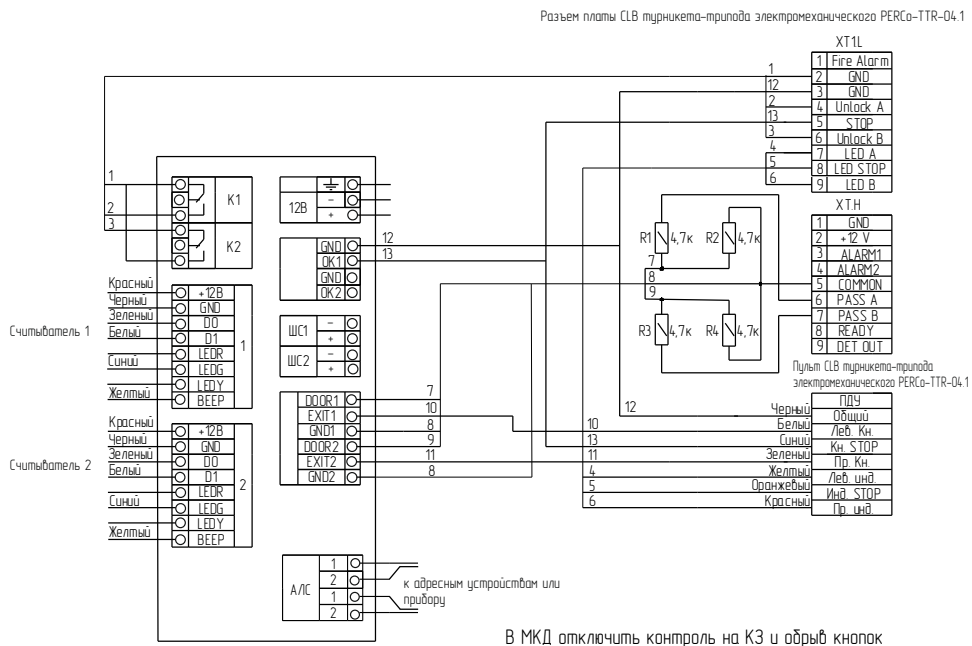 Разъем платы CLB турникета-трипода электромеханического PERCo-TTR-04.1
XT1.L
1 Fire Alarm
2 GND
3 GND
4 Unlock A
5 STOP
6 Unlock B
7 LED A
8 LED STOP
9 LED B
1
12
2
13
3
4
5
6
XT.H
1 GND
2 +12 V
3 ALARM1
4 ALARM2
5 COMMON
6 PASS A
7 PASS B
8 READY
9 DET OUT
R1 4,7к R2 4,7к
7
8
9
R3 4,7к R4 4,7к
Пульт CLB турникета-трипода
электромеханического PERCo-TTR-04.1
ПДУ
12 Черный Общий
10 Белый Лев. Кн.
13 Синий Кн. STOP
11 Зеленый Пр. Кн.
4 Желтый Лев. инд.
5 Оранжевый Инд. STOP
6 Красный Пр. инд.
1
2
3
К1
К2
12В
-
+
GND 12
ОК1 13
GND
ОК2
ШС1 -
+
ШС2 -
+
DOOR1 7
EXIT1 10
GND1 8
DOOR2 9
EXIT2 11
GND2 8
Считыватель 1
Красный +12В
Черный GND
Зеленый D0
Белый D1
LEDR
Синий LEDG
LEDY
Желтый BEEP
1
Считыватель 2
Красный +12В
Черный GND
Зеленый D0
Белый D1
LEDR
Синий LEDG
LEDY
Желтый BEEP
2
А/ЛС
1
2
1
2
к адресным устройствам или
прибору
В МКД отключить контроль на КЗ и обрыв кнопок